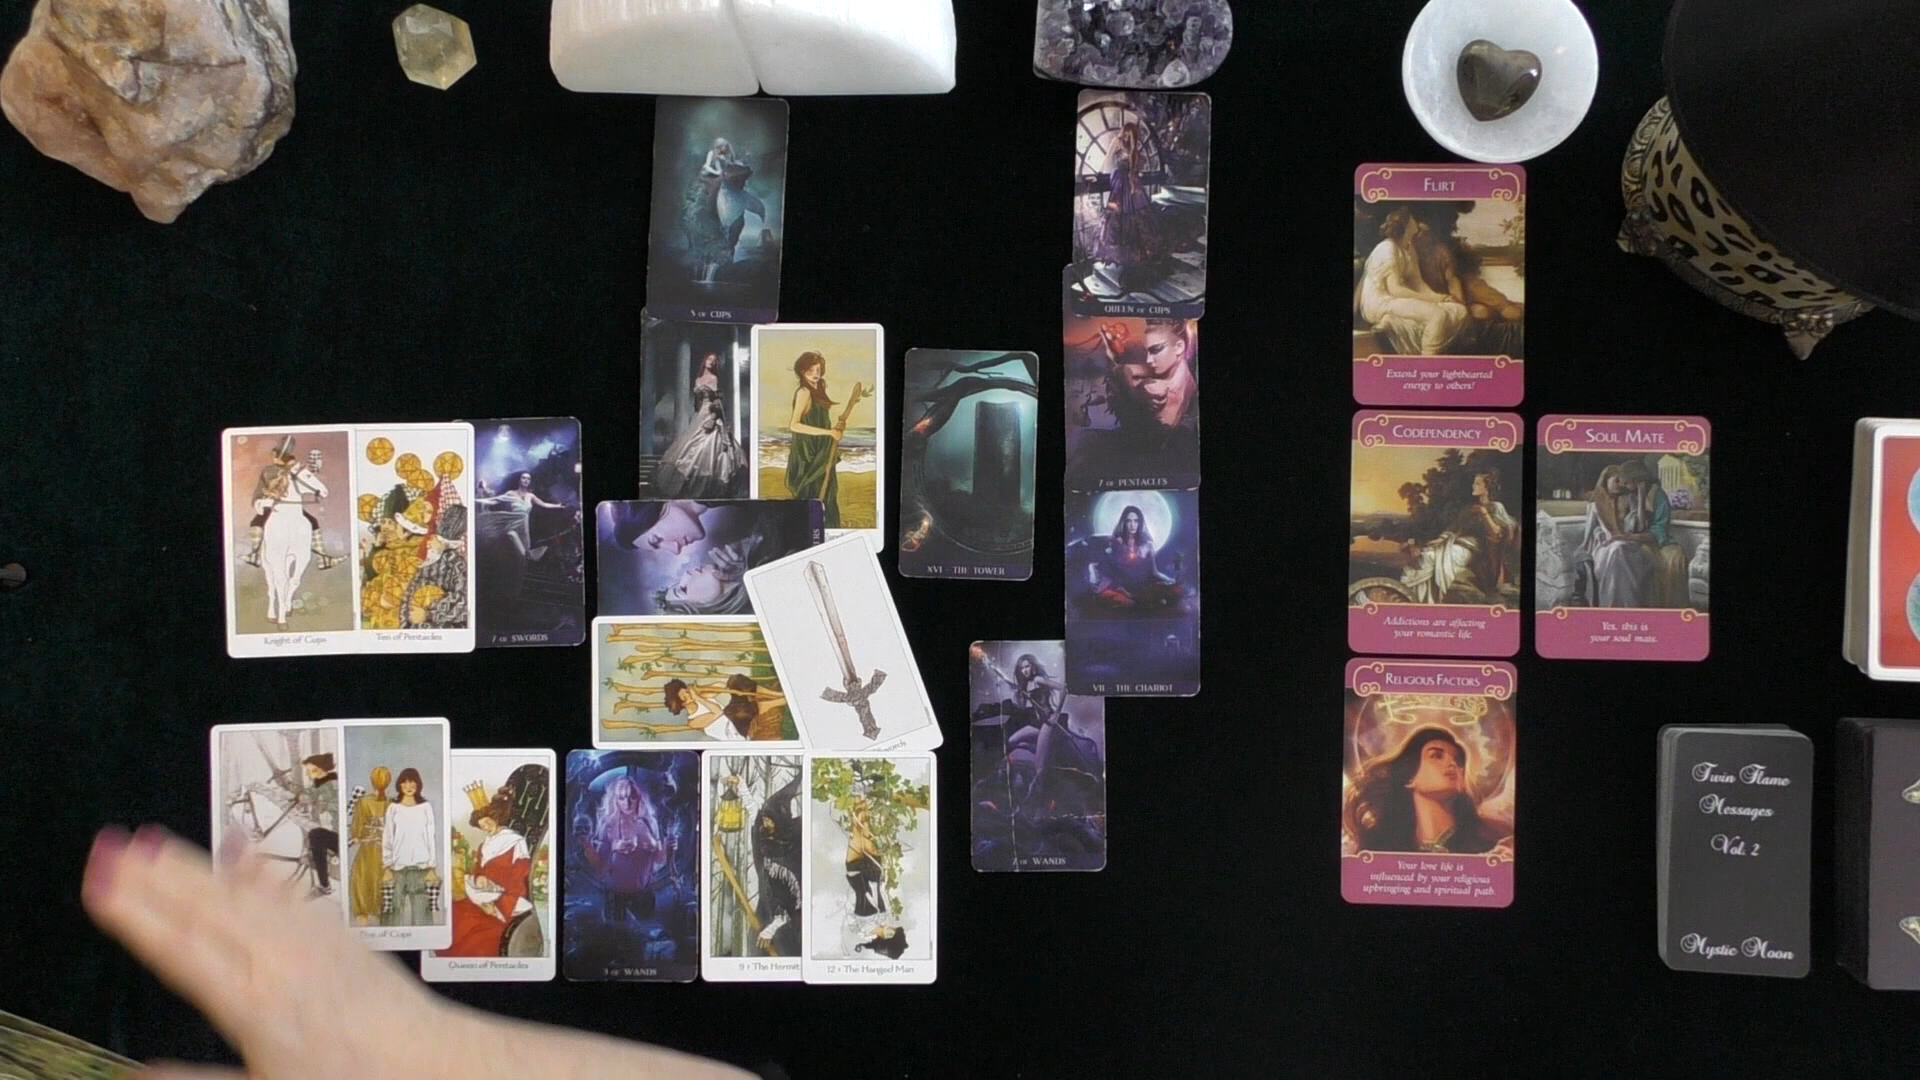 5 OF CUPS
QUEEN OF CUPS
FLIRT
Extend your lighthearted
energy to others!
7 OF PENTACLES
XVI - THE TOWER
CODEPENDENCY
Addictions are affecting
your romantic life.
SOUL MATE
Yes, this is
your soul mate.
Knight of Cups
Ten of Pentacles
7 OF SWORDS
VII - THE CHARIOT
RELIGIOUS FACTORS
Your love life is
influenced by your religious
upbringing and spiritual path.
of Cups
Queen of Pentacles
3 OF WANDS
9 : The Hermit
12 : The Hanged Man
7 OF WANDS
Twin Flame
Messages
Vol. 2
Mystic Moon